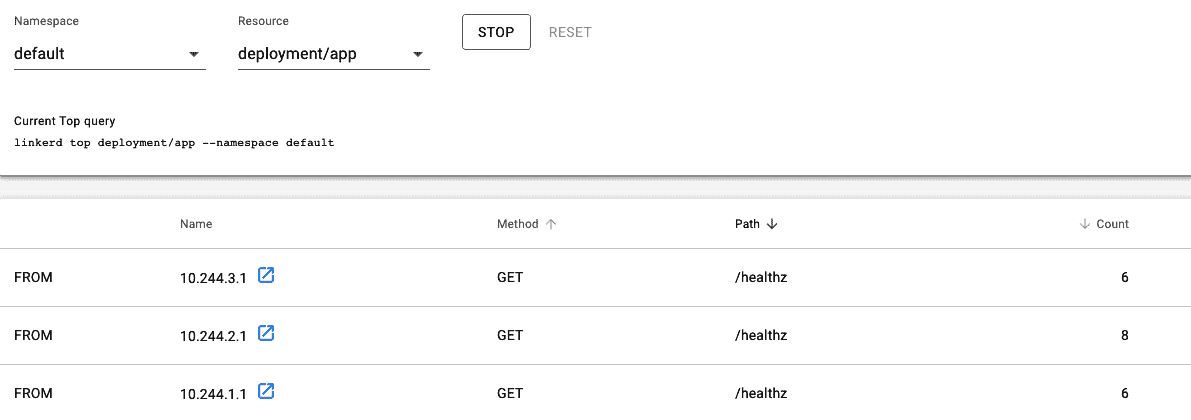 Namespace Resource
default deployment/app STOP RESET
Current Top query
linkerd top deployment/app --namespace default
Name Method Path Count
FROM 10.244.3.1 GET /healthz 6
FROM 10.244.2.1 GET /healthz 8
FROM 10.244.1.1 GET /healthz 6